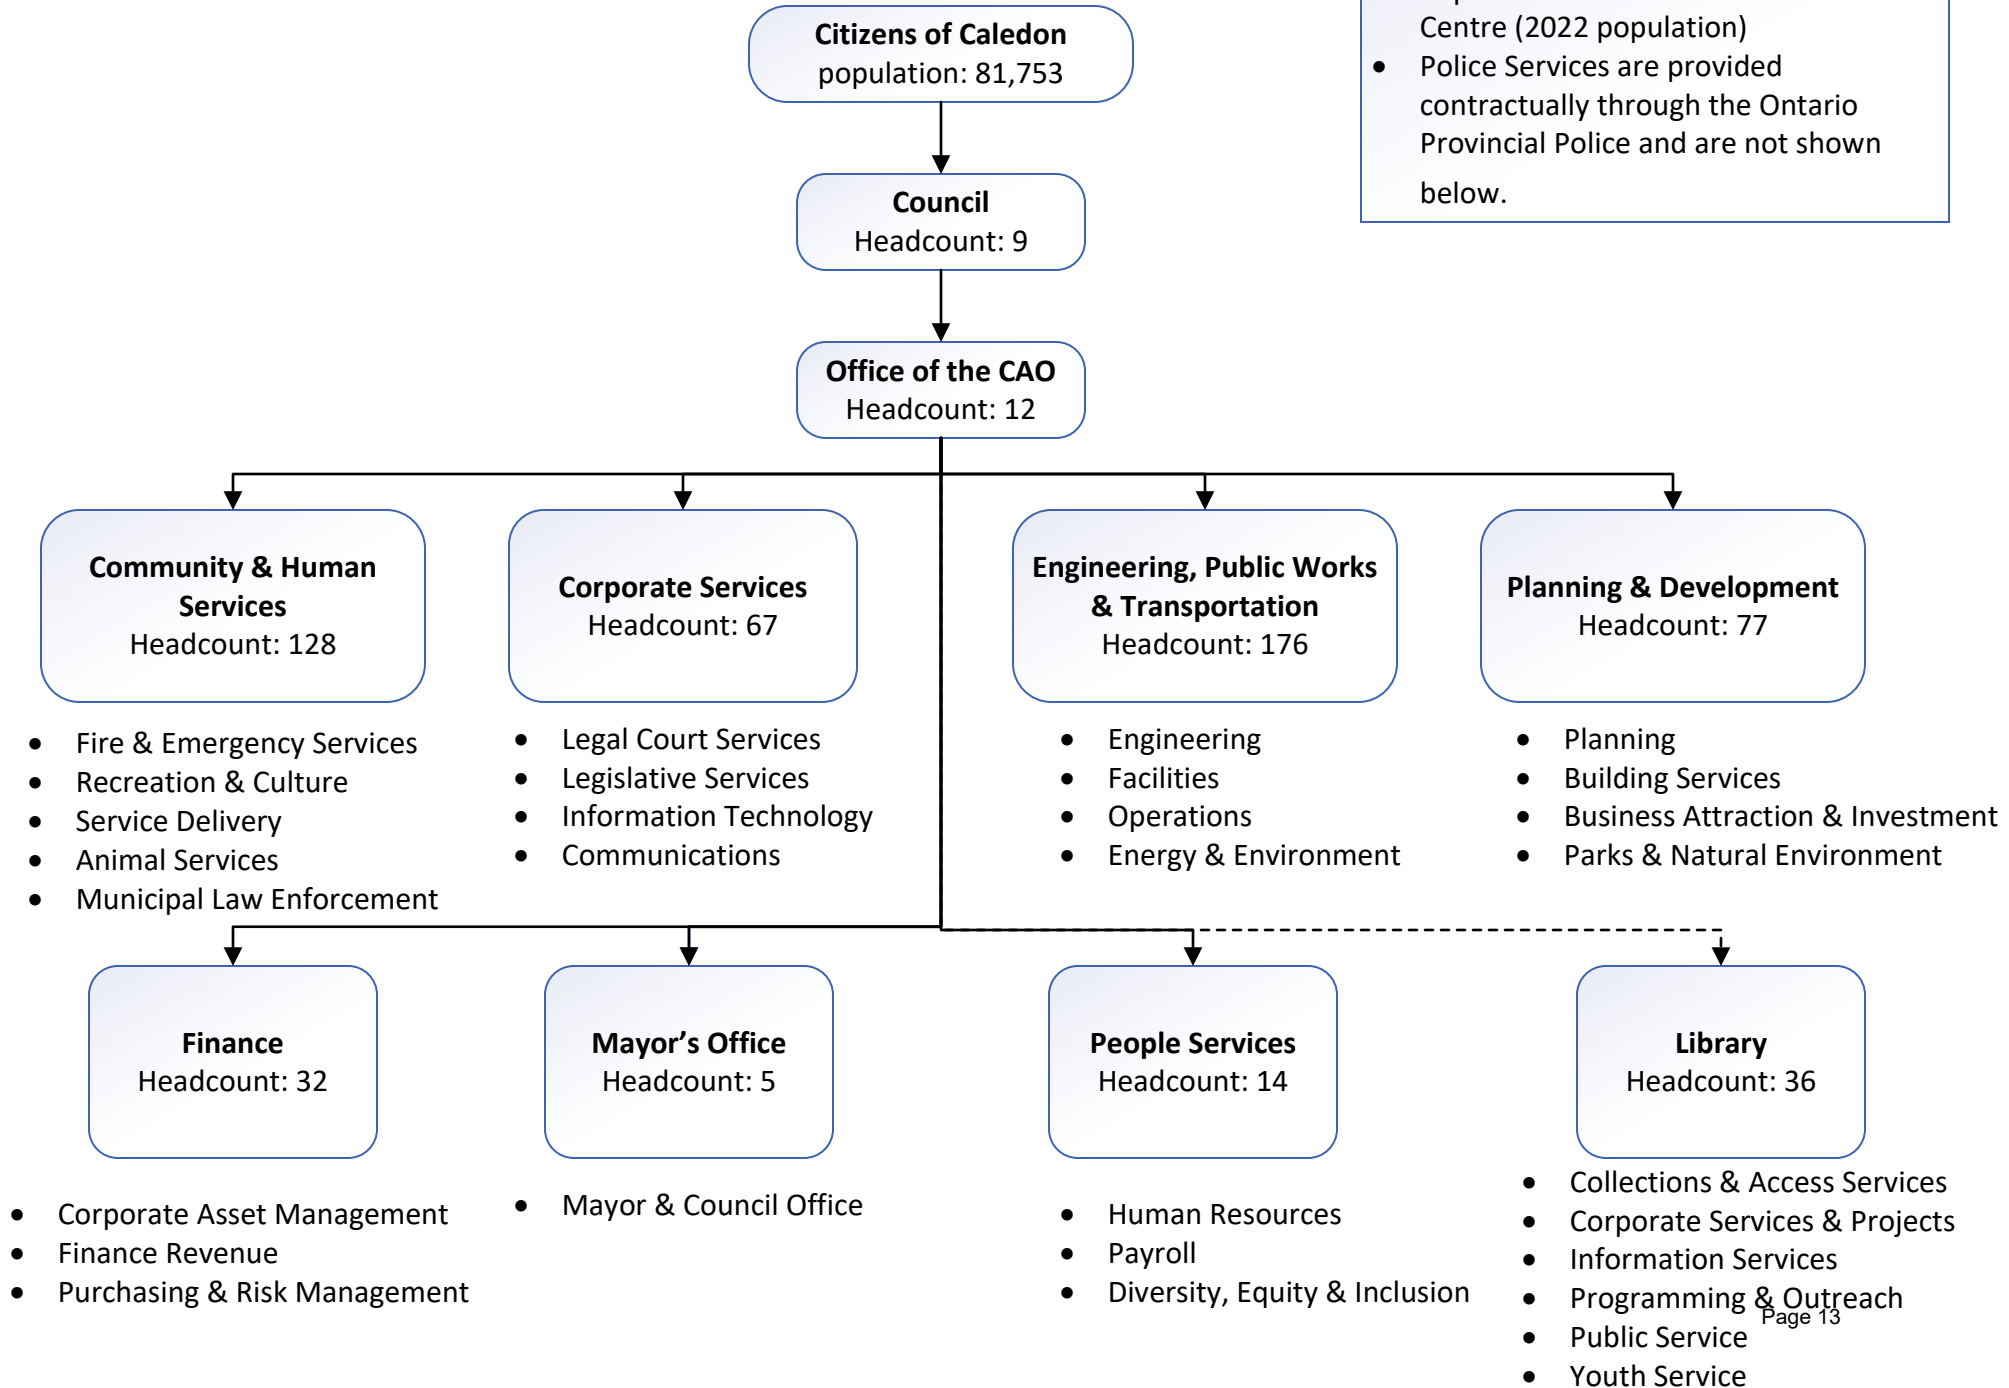 Centre (2022 population)
• Police Services are provided
contractually through the Ontario
Provincial Police and are not shown
below.
Citizens of Caledon
population: 81,753
Council
Headcount: 9
Office of the CAO
Headcount: 12
Community & Human
Services
Headcount: 128
• Fire & Emergency Services
• Recreation & Culture
• Service Delivery
• Animal Services
• Municipal Law Enforcement
Corporate Services
Headcount: 67
• Legal Court Services
• Legislative Services
• Information Technology
• Communications
Engineering, Public Works
& Transportation
Headcount: 176
• Engineering
• Facilities
• Operations
• Energy & Environment
Planning & Development
Headcount: 77
• Planning
• Building Services
• Business Attraction & Investment
• Parks & Natural Environment
Finance
Headcount: 32
• Corporate Asset Management
• Finance Revenue
• Purchasing & Risk Management
Mayor’s Office
Headcount: 5
• Mayor & Council Office
People Services
Headcount: 14
• Human Resources
• Payroll
• Diversity, Equity & Inclusion
Library
Headcount: 36
• Collections & Access Services
• Corporate Services & Projects
• Information Services
• Programming & Outreach
• Public Service
• Youth Service
Page 13